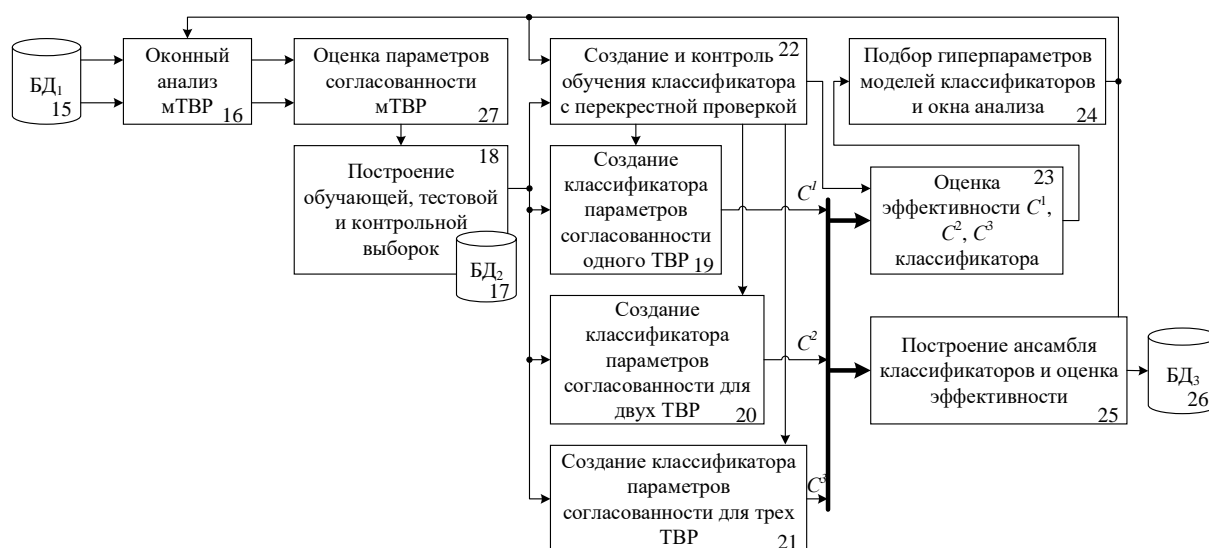 БД₁
15
Оконный
анализ
мТВР
16
Оценка параметров
согласованности
мТВР
27
Создание и контроль
22
обучения классификатора
с перекрестной проверкой
Подбор гиперпараметров
моделей классификаторов
и окна анализа
24
18
Построение
обучающей, тестовой
и контрольной
выборок
БД₂
17
Создание
классификатора
параметров
согласованности
одного ТВР
19
C¹
Оценка
23
эффективности C¹,
C², C³
классификатора
Создание
классификатора
параметров
согласованности для
двух ТВР
20
C²
Построение ансамбля
классификаторов и оценка
эффективности
25
БД₃
26
Создание классификатора
параметров
согласованности для трех
ТВР
21
C³